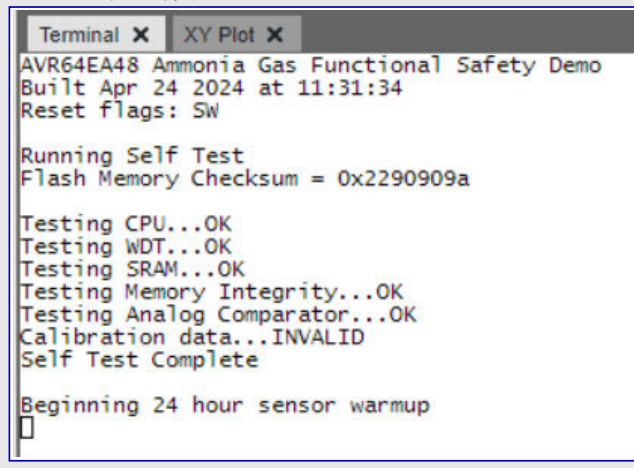 Terminal X XY Plot X
AVR64EA48 Ammonia Gas Functional Safety Demo
Built Apr 24 2024 at 11:31:34
Reset flags: SW
Running Self Test
Flash Memory Checksum = 0x2290909a
Testing CPU...OK
Testing WDT...OK
Testing SRAM...OK
Testing Memory Integrity...OK
Testing Analog Comparator...OK
Calibration data...INVALID
Self Test Complete
Beginning 24 hour sensor warmup